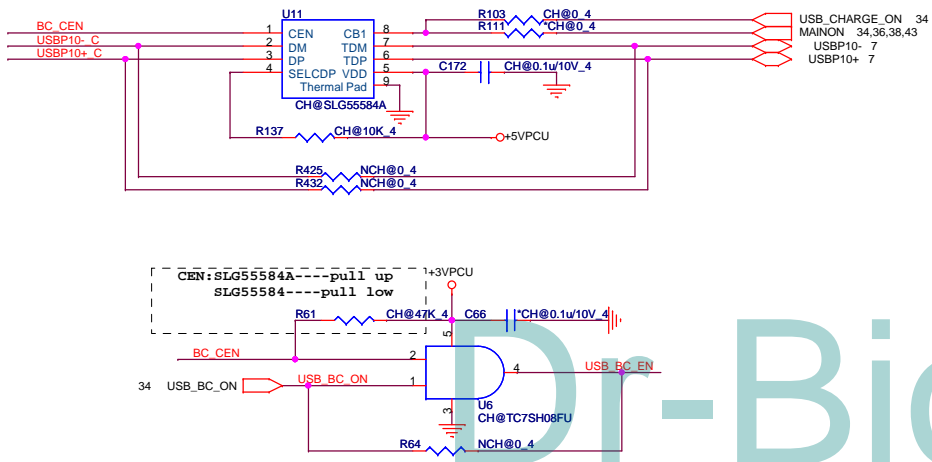 U11
R103 CH@0_4
USB_CHARGE_ON 34
BC_CEN 1 CEN CB1 8
R111 *CH@0_4
MAINON 34,36,38,43
USBP10-_C 2 DM TDM 7
USBP10- 7
USBP10+_C 3 DP TDP 6
USBP10+ 7
4 SELCDP VDD 5
C172 CH@0.1u/10V_4
Thermal Pad 9
CH@SLG55584A
R137 CH@10K_4
+5VPCU
R425 NCH@0_4
R432 NCH@0_4
CEN:SLG55584A----pull up
SLG55584----pull low
+3VPCU
R61 CH@47K_4
C66 *CH@0.1u/10V_4
5
BC_CEN 2
4 USB_BC_EN
34 USB_BC_ON USB_BC_ON 1
3
U6
CH@TC7SH08FU
R64 NCH@0_4